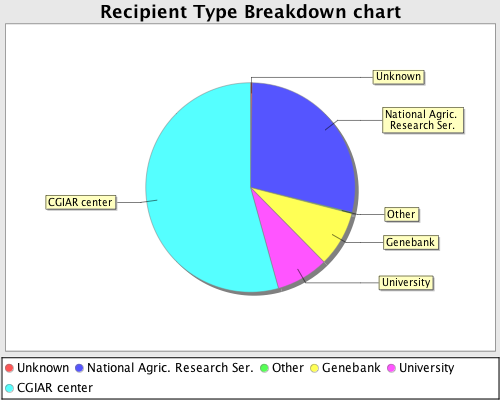 Recipient Type Breakdown chart
Unknown
National Agric.
Research Ser.
CGIAR center
Other
Genebank
University
Unknown National Agric. Research Ser. Other Genebank University
CGIAR center